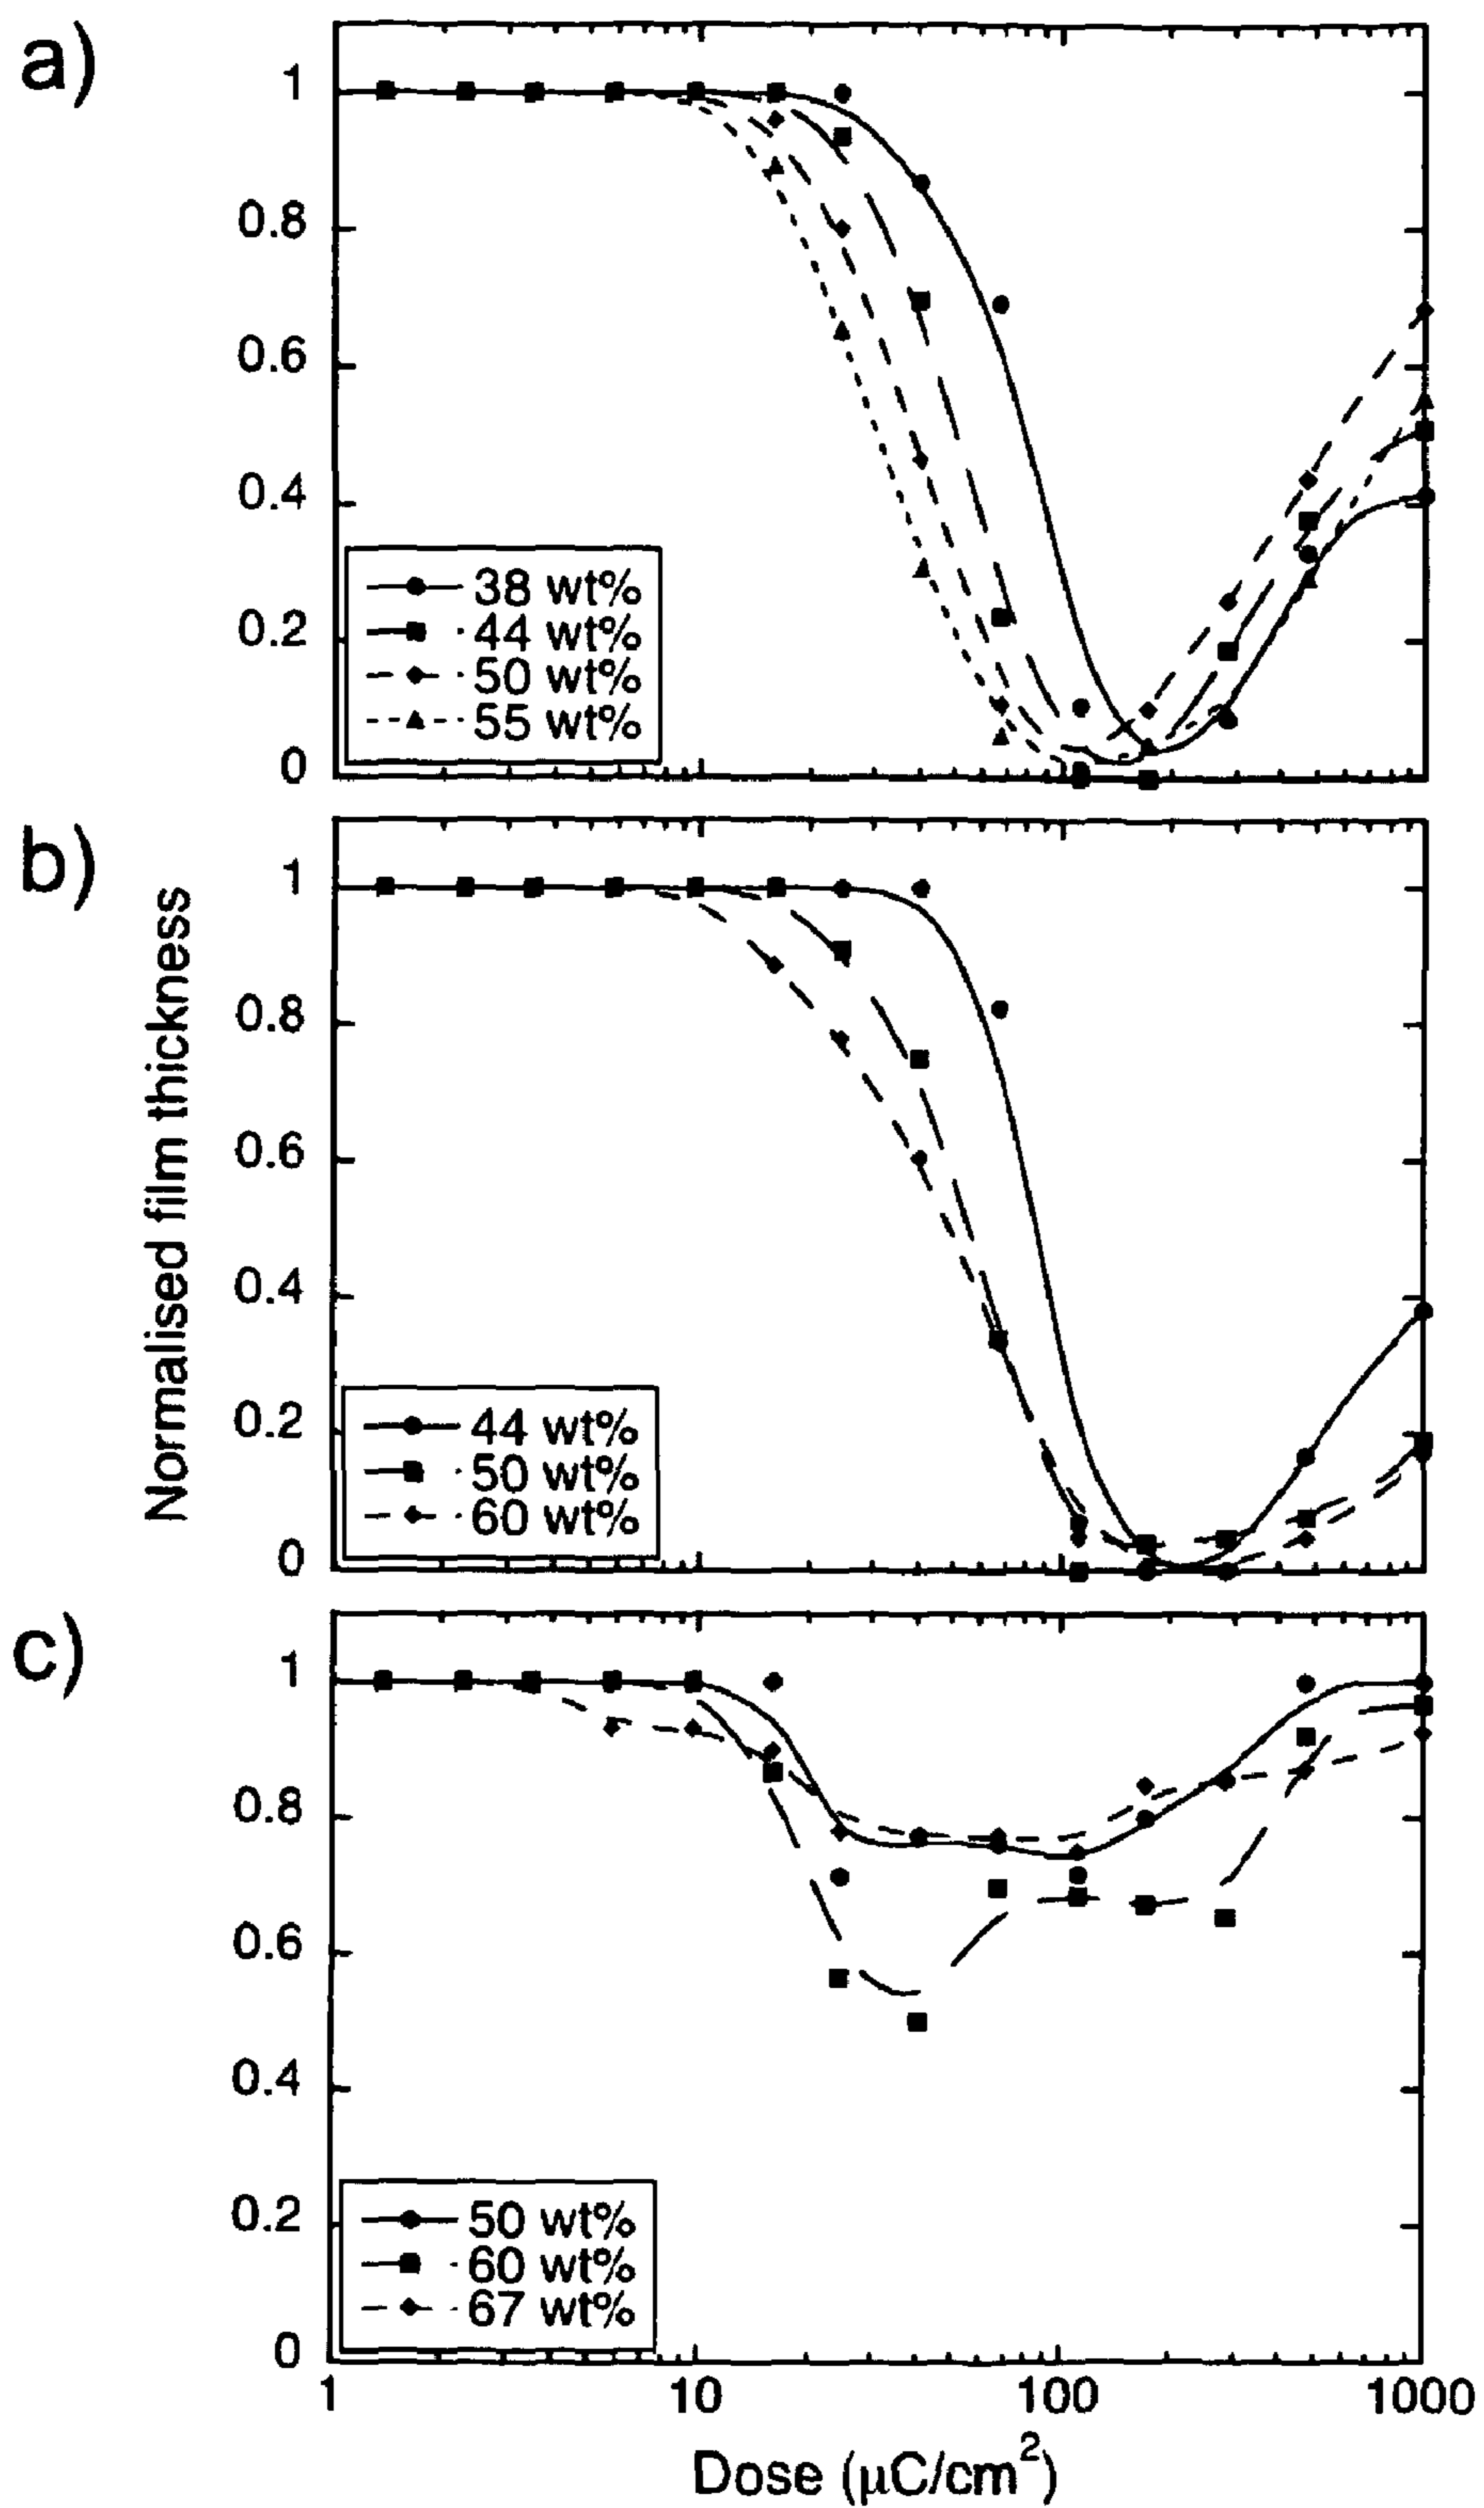 a)
1
0.8
0.6
0.4
0.2
0
38 wt%
44 wt%
50 wt%
55 wt%
b)
1
0.8
0.6
0.4
0.2
0
44 wt%
50 wt%
60 wt%
Normalised film thickness
c)
1
0.8
0.6
0.4
0.2
0
50 wt%
60 wt%
67 wt%
1 10 100 1000
Dose (μC/cm²)